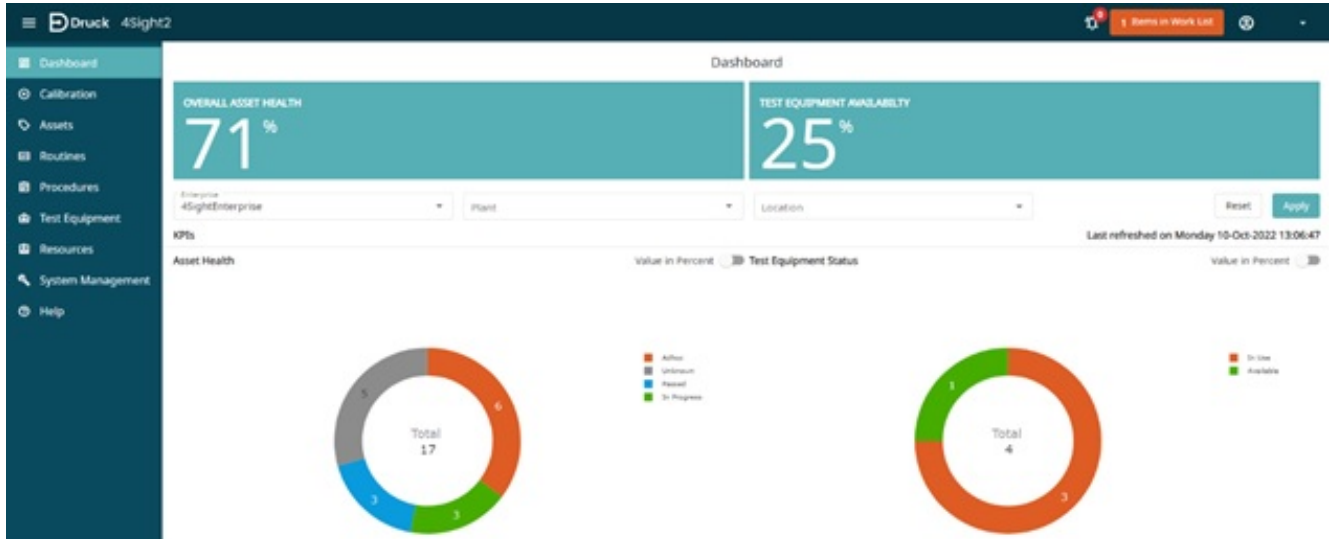 Druck 4Sight2
0
1 Items in Work List
Dashboard
Calibration
Assets
Routines
Procedures
Test Equipment
Resources
System Management
Help
Dashboard
OVERALL ASSET HEALTH
71%
TEST EQUIPMENT AVAILABILTY
25%
Enterprise
4SightEnterprise
Plant
Location
Reset
Apply
KPIs
Last refreshed on Monday 10-Oct-2022 13:06:47
Asset Health
Value in Percent
Test Equipment Status
Value in Percent
Adhoc
Unknown
Passed
In Progress
5
6
Total
17
3
3
In Use
Available
1
Total
4
3